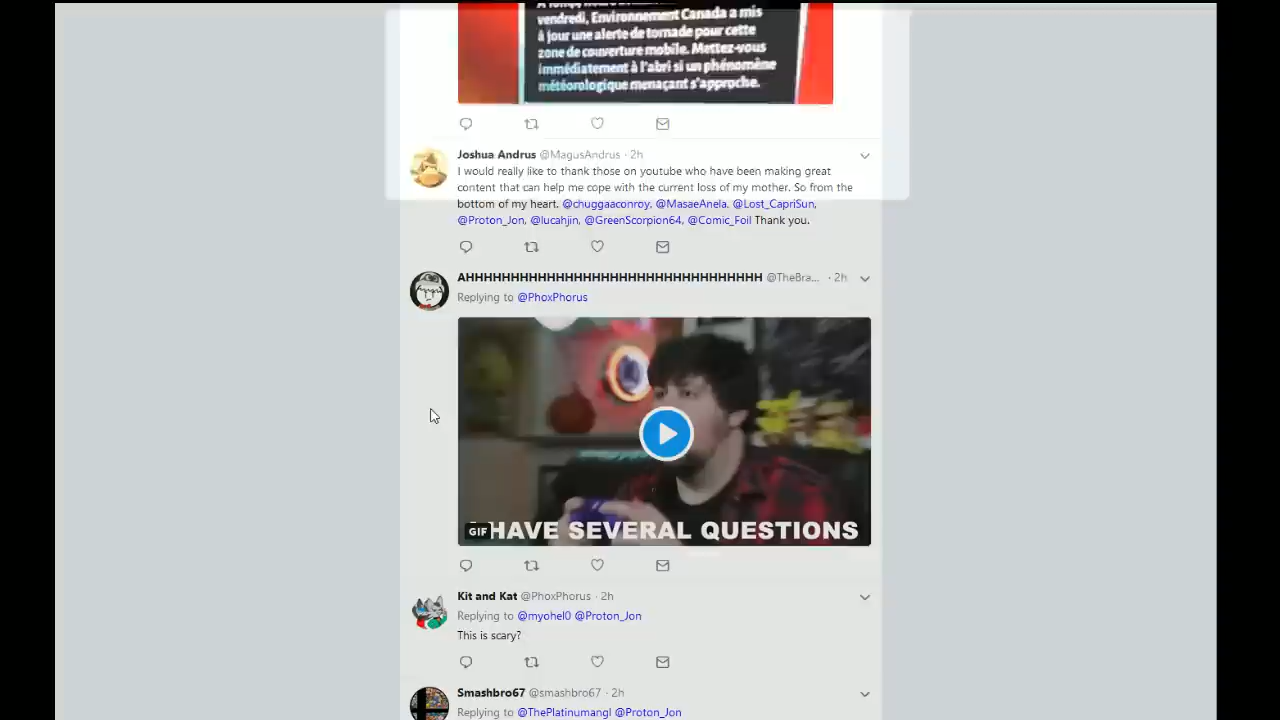 vendredi, Environnement Canada a mis
à jour une alerte de tornade pour cette
zone de couverture mobile. Mettez-vous
immédiatement à l'abri si un phénomène
météorologique menaçant s'approche.
Joshua Andrus @MagusAndrus · 2h
I would really like to thank those on youtube who have been making great
content that can help me cope with the current loss of my mother. So from the
bottom of my heart. @chuggaaconroy, @MasaeAnela, @Lost_CapriSun,
@Proton_Jon, @lucahjin, @GreenScorpion64, @Comic_Foil Thank you.
AHHHHHHHHHHHHHHHHHHHHHHHHHHHHHHHHH @TheBra... · 2h
Replying to @PhoxPhorus
GIF HAVE SEVERAL QUESTIONS
Kit and Kat @PhoxPhorus · 2h
Replying to @myohel0 @Proton_Jon
This is scary?
Smashbro67 @smashbro67 · 2h
Replying to @ThePlatinumangl @Proton_Jon